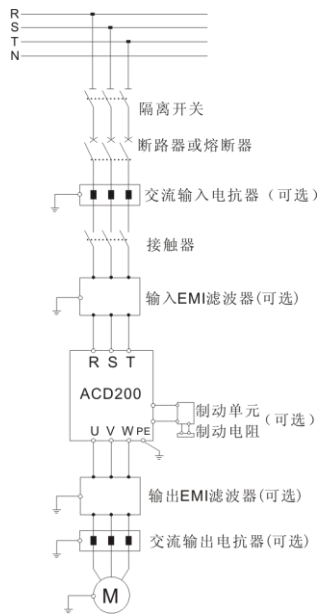 R
S
T
N
隔离开关
断路器或熔断器
交流输入电抗器（可选）
接触器
输入EMI滤波器(可选)
R S T
ACD200
U V W PE
制动单元
制动电阻
(可选)
输出EMI滤波器(可选)
交流输出电抗器(可选)
M